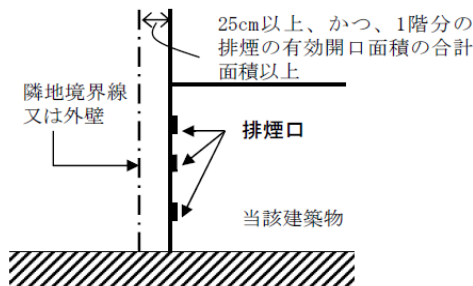 25cm以上、かつ、1階分の
排煙の有効開口面積の合計
面積以上
隣地境界線
又は外壁
排煙口
当該建築物